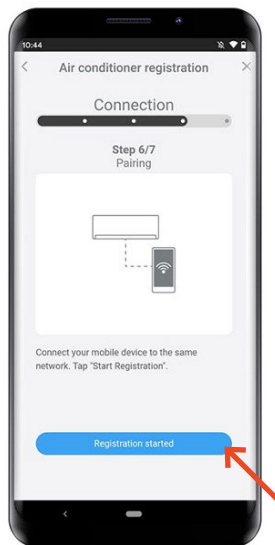 10:44
Air conditioner registration
Connection
Step 6/7
Pairing
Connect your mobile device to the same
network. Tap "Start Registration".
Registration started